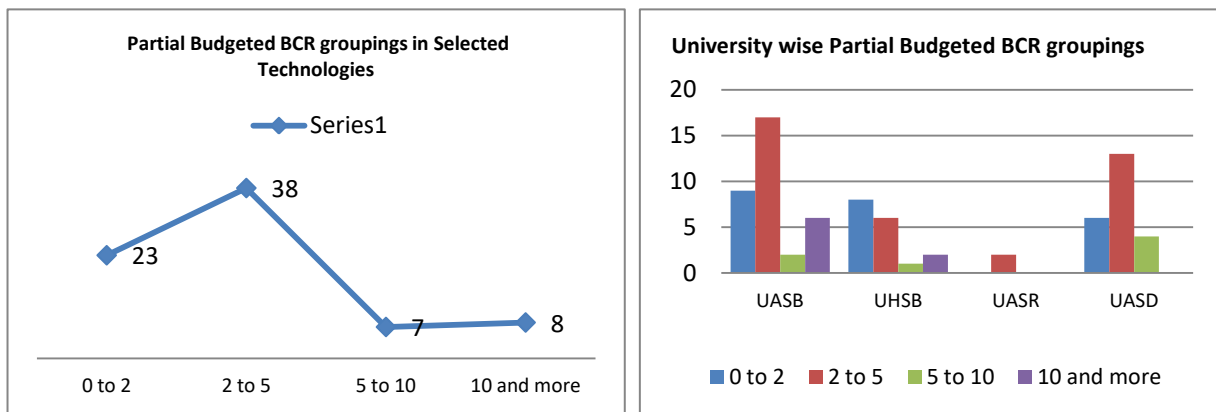 Partial Budgeted BCR groupings in Selected
Technologies
Series1
23
38
7
8
0 to 2
2 to 5
5 to 10
10 and more
University wise Partial Budgeted BCR groupings
20
15
10
5
0
UASB
UHSB
UASR
UASD
0 to 2
2 to 5
5 to 10
10 and more